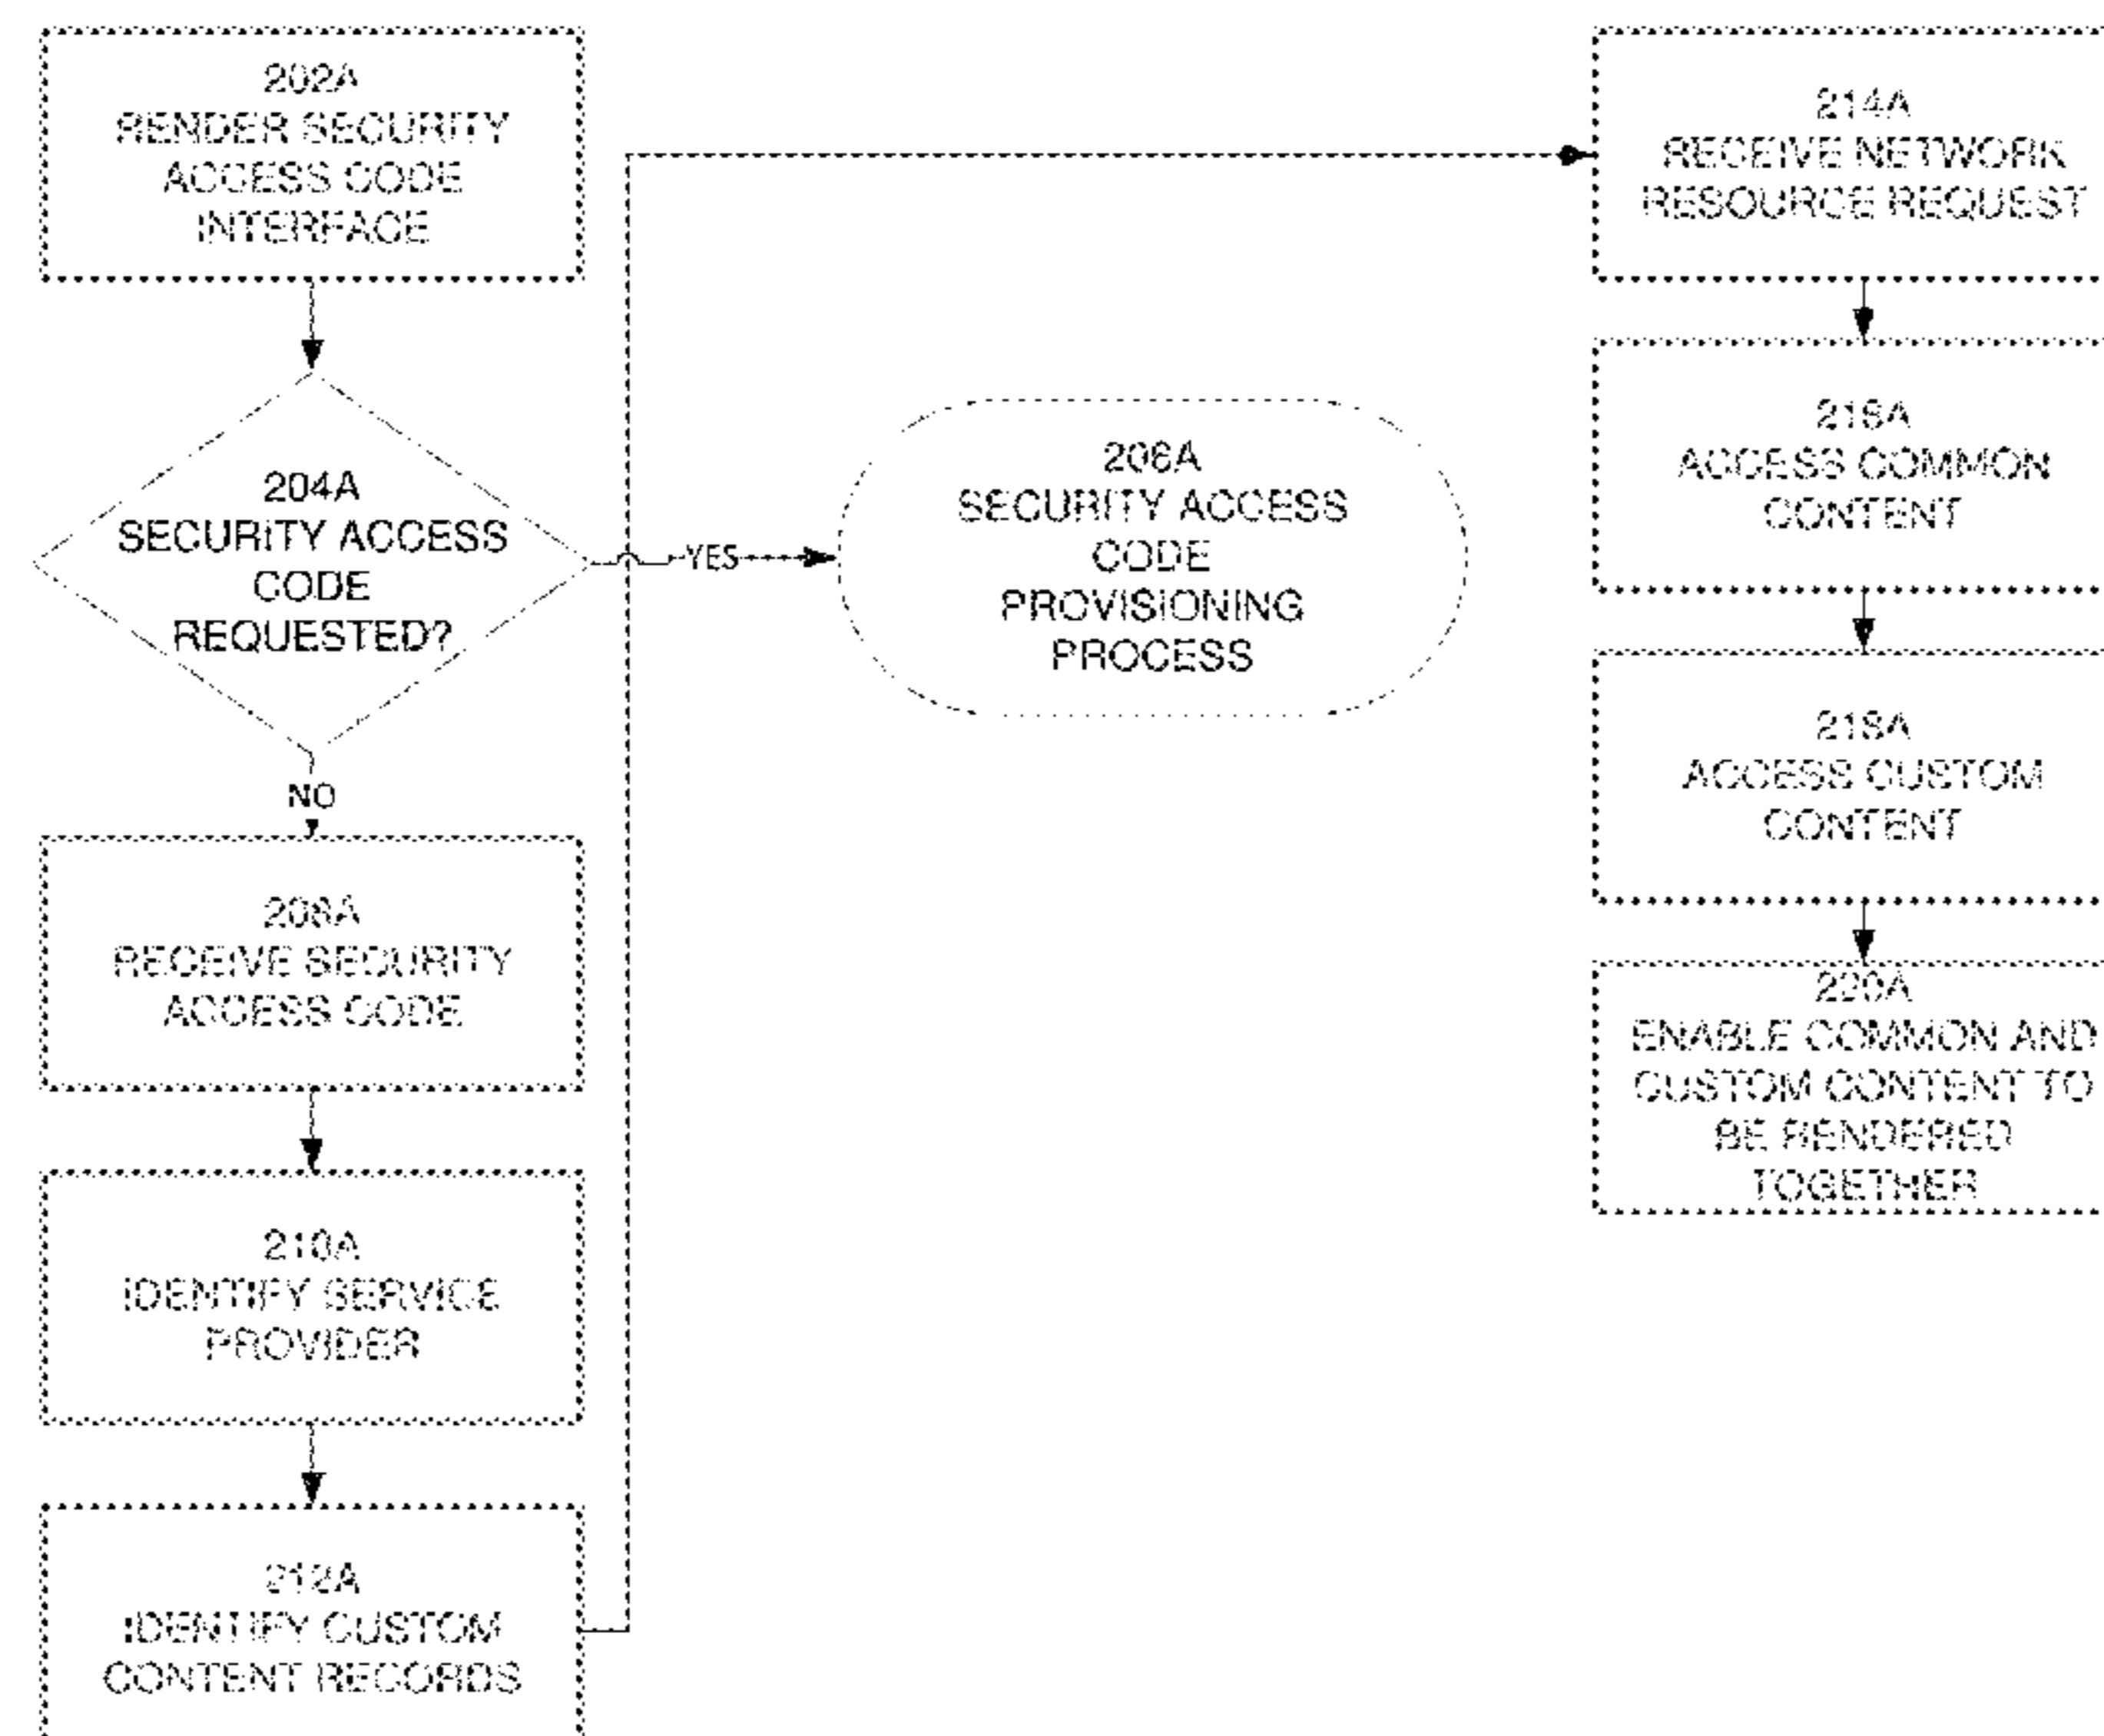 202A
RENDER SECURITY
ACCESS CODE
INTERFACE
204A
SECURITY ACCESS
CODE
REQUESTED?
YES
206A
SECURITY ACCESS
CODE
PROVISIONING
PROCESS
NO
208A
RECEIVE SECURITY
ACCESS CODE
210A
IDENTIFY SERVICE
PROVIDER
212A
IDENTIFY CUSTOM
CONTENT RECORDS
214A
RECEIVE NETWORK
RESOURCE REQUEST
216A
ACCESS COMMON
CONTENT
218A
ACCESS CUSTOM
CONTENT
220A
ENABLE COMMON AND
CUSTOM CONTENT TO
BE RENDERED
TOGETHER